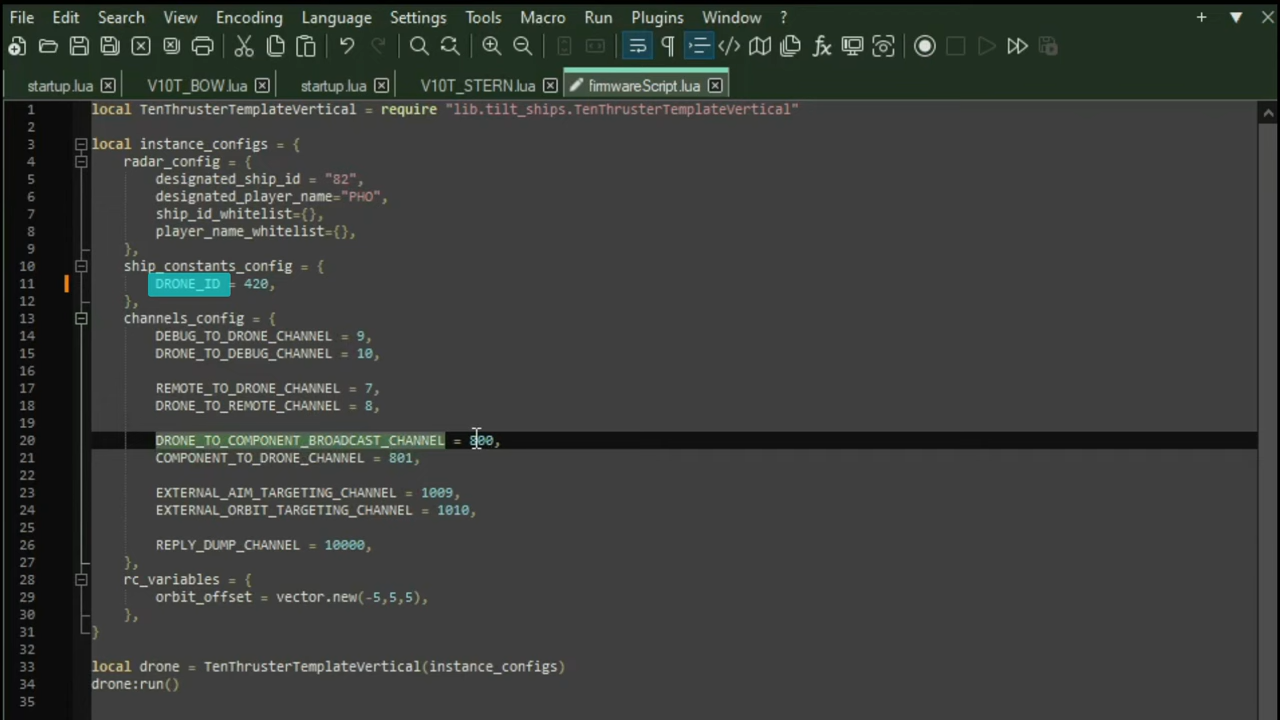 File Edit Search View Encoding Language Settings Tools Macro Run Plugins Window ?
startup.lua V10T_BOW.lua startup.lua V10T_STERN.lua firmwareScript.lua
1 local TenThrusterTemplateVertical = require "lib.tilt_ships.TenThrusterTemplateVertical"
2
3 local instance_configs = {
4 radar_config = {
5 designated_ship_id = "82",
6 designated_player_name="PHO",
7 ship_id_whitelist={},
8 player_name_whitelist={},
9 },
10 ship_constants_config = {
11 DRONE_ID = 420,
12 },
13 channels_config = {
14 DEBUG_TO_DRONE_CHANNEL = 9,
15 DRONE_TO_DEBUG_CHANNEL = 10,
16
17 REMOTE_TO_DRONE_CHANNEL = 7,
18 DRONE_TO_REMOTE_CHANNEL = 8,
19
20 DRONE_TO_COMPONENT_BROADCAST_CHANNEL = 800,
21 COMPONENT_TO_DRONE_CHANNEL = 801,
22
23 EXTERNAL_AIM_TARGETING_CHANNEL = 1009,
24 EXTERNAL_ORBIT_TARGETING_CHANNEL = 1010,
25
26 REPLY_DUMP_CHANNEL = 10000,
27 },
28 rc_variables = {
29 orbit_offset = vector.new(-5,5,5),
30 },
31 }
32
33 local drone = TenThrusterTemplateVertical(instance_configs)
34 drone:run()
35